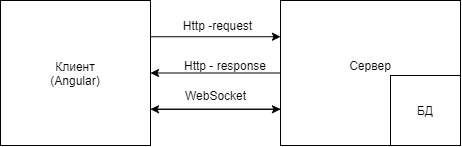 Http -request
Клиент
(Angular)
Http - response
Сервер
WebSocket
БД